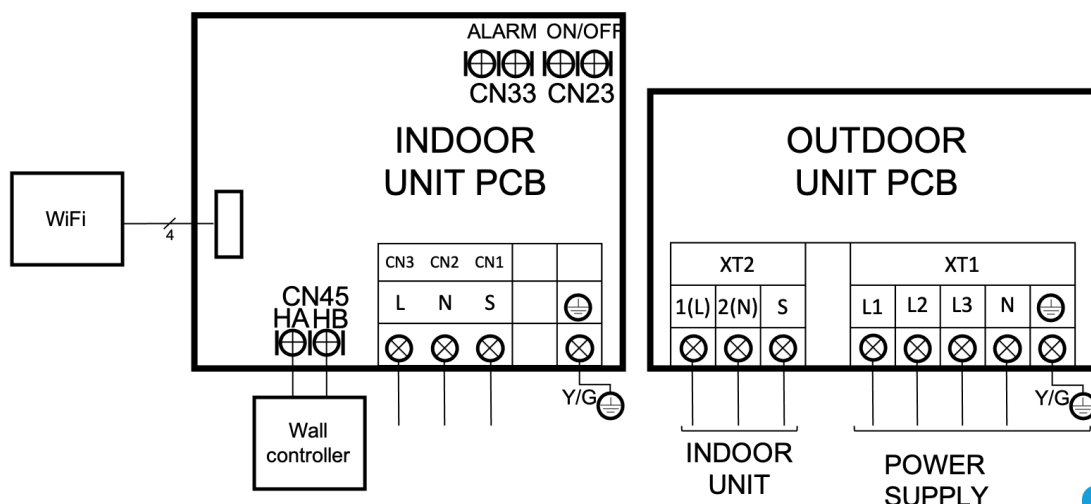 ALARM ON/OFF
CN33 CN23
INDOOR
UNIT PCB
WiFi
4
CN3 CN2 CN1
L N S
CN45
HA HB
Y/G
Wall
controller
OUTDOOR
UNIT PCB
XT2 XT1
1(L) 2(N) S L1 L2 L3 N
Y/G
INDOOR
UNIT
POWER
SUPPLY